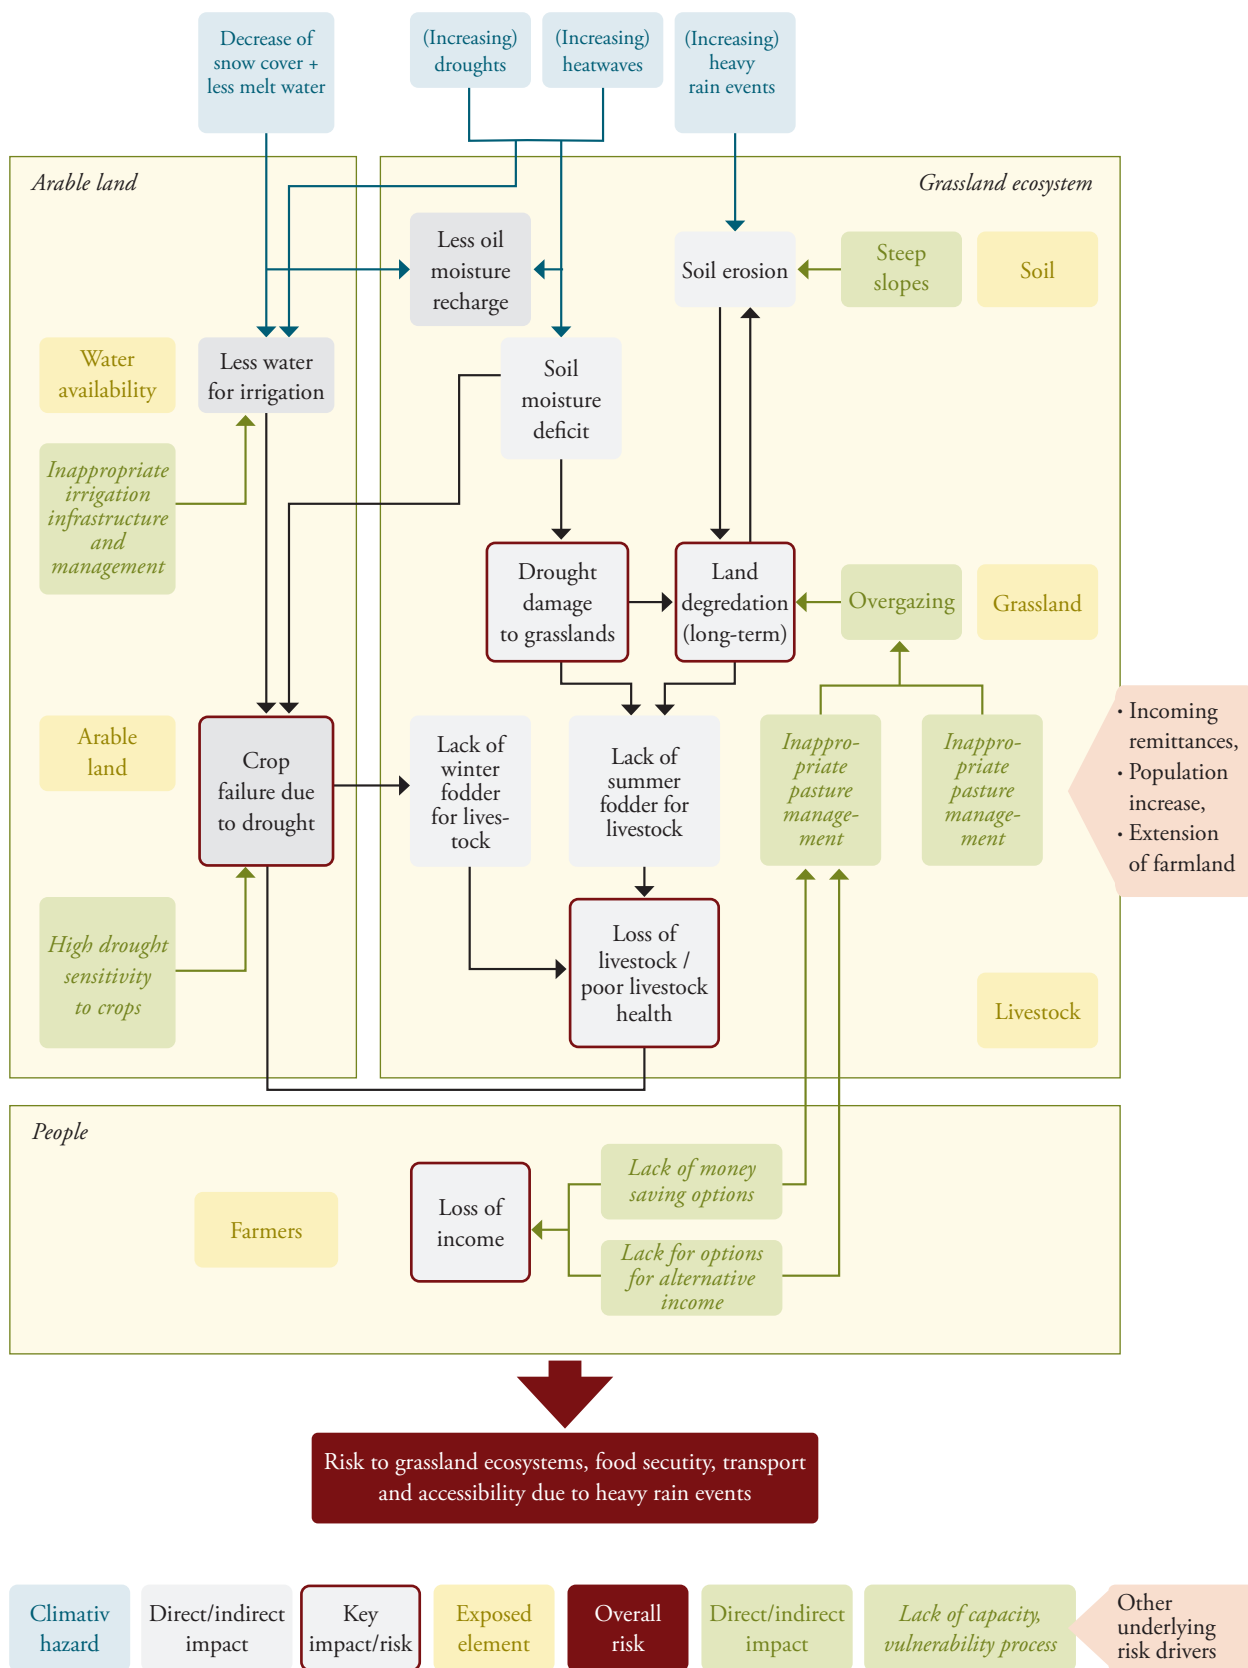 Decrease of
snow cover +
less melt water
(Increasing)
droughts
(Increasing)
heatwaves
(Increasing)
heavy
rain events
Arable land
Grassland ecosystem
Less oil
moisture
recharge
Soil erosion
Steep
slopes
Soil
Water
availability
Less water
for irrigation
Soil
moisture
deficit
Inappropriate
irrigation
infrastructure
and
management
Drought
damage
to grasslands
Land
degredation
(long-term)
Overgazing
Grassland
Arable
land
Crop
failure due
to drought
Lack of
winter
fodder
for lives-
tock
Lack of
summer
fodder for
livestock
Inappro-
priate
pasture
manage-
ment
Inappro-
priate
pasture
manage-
ment
· Incoming
remittances,
· Population
increase,
· Extension
of farmland
High drought
sensitivity
to crops
Loss of
livestock /
poor livestock
health
Livestock
People
Farmers
Loss of
income
Lack of money
saving options
Lack for options
for alternative
income
Risk to grassland ecosystems, food secutity, transport
and accessibility due to heavy rain events
Climativ
hazard
Direct/indirect
impact
Key
impact/risk
Exposed
element
Overall
risk
Direct/indirect
impact
Lack of capacity,
vulnerability process
Other
underlying
risk drivers